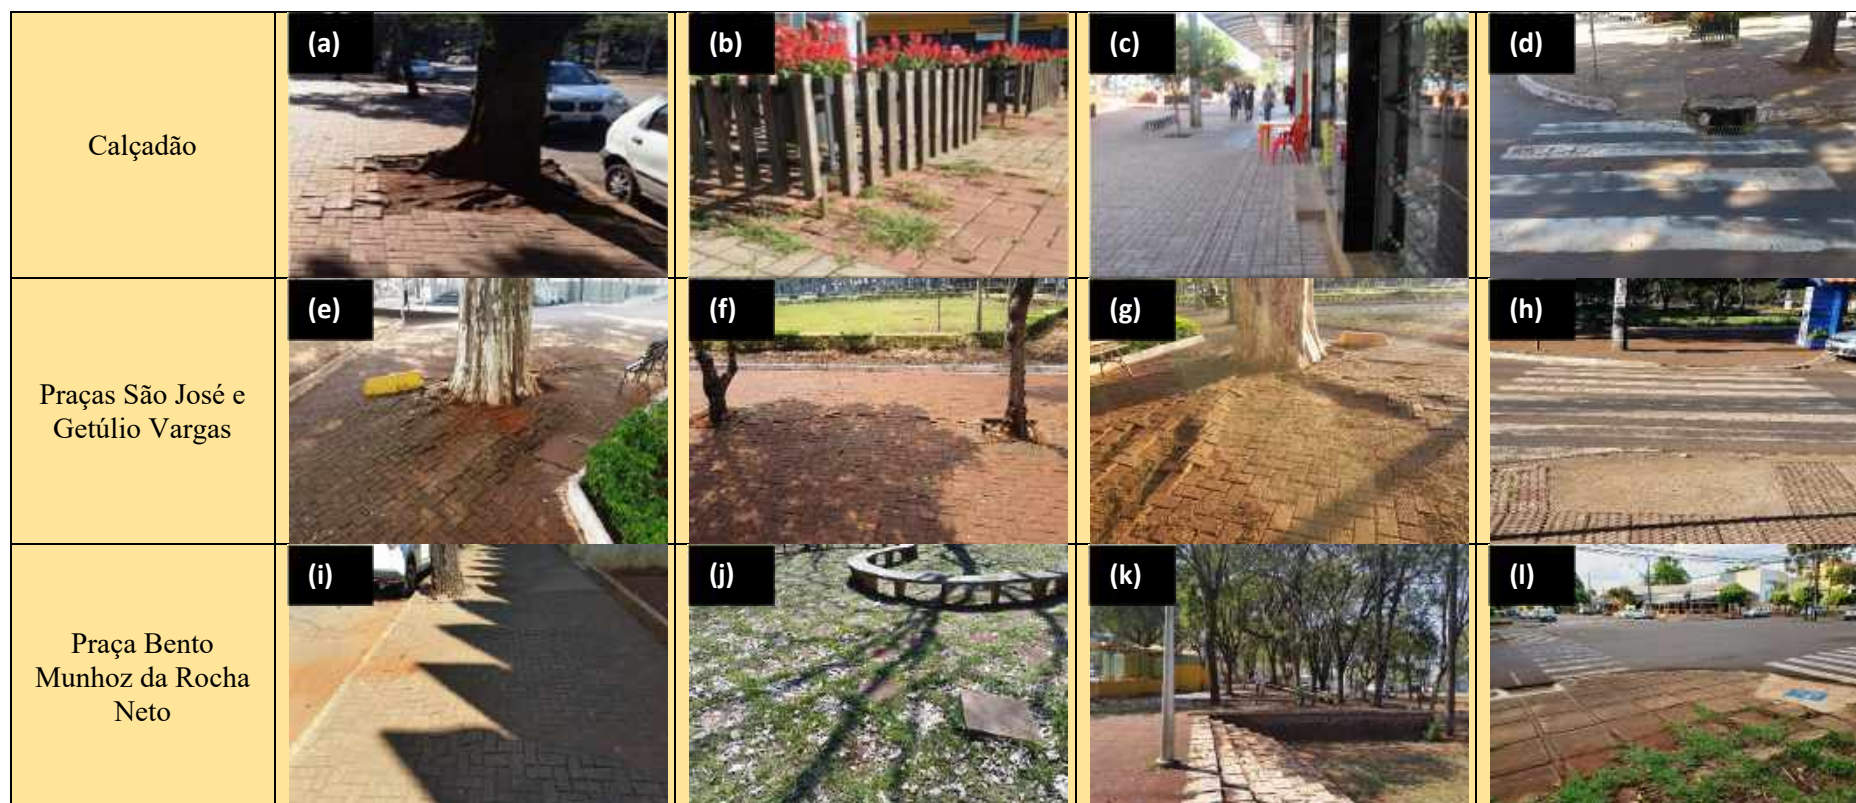 Calçadão
(a)
(b)
(c)
(d)
Praças São José e
Getúlio Vargas
(e)
(f)
(g)
(h)
Praça Bento
Munhoz da Rocha
Neto
(i)
(j)
(k)
(l)